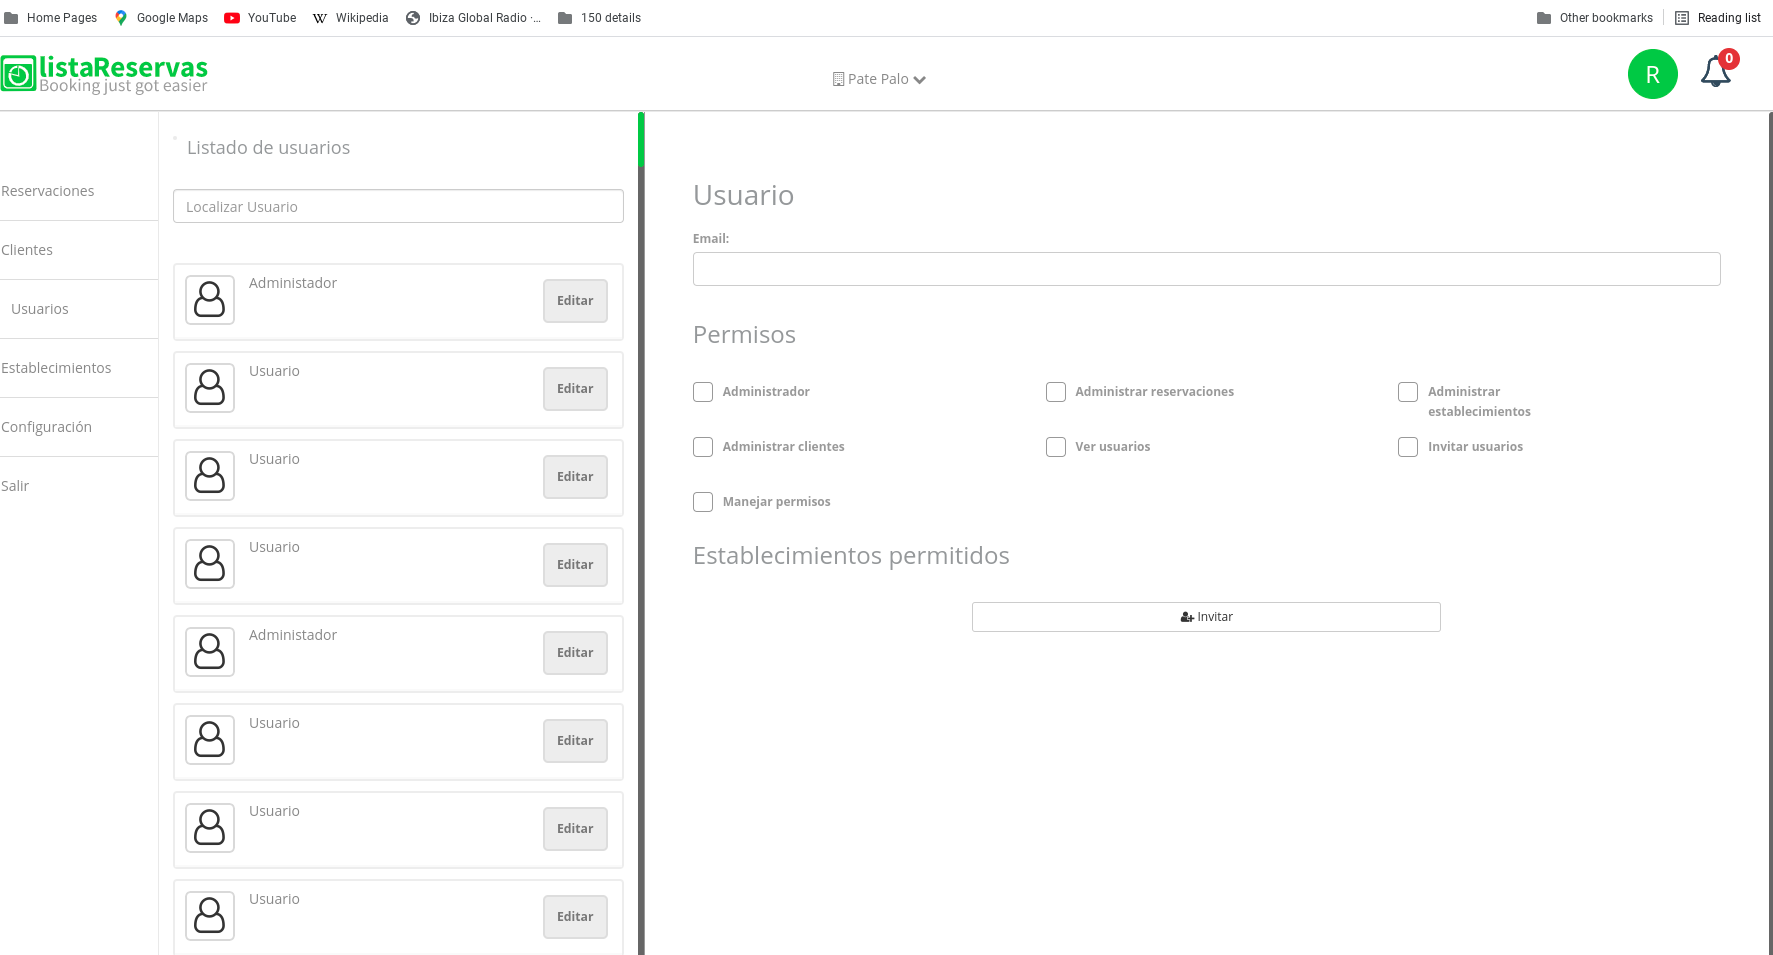 Home Pages Google Maps YouTube Wikipedia Ibiza Global Radio ·... 150 details Other bookmarks Reading list
listaReservas
Booking just got easier
Pate Palo
R
0
Reservaciones
Clientes
Usuarios
Establecimientos
Configuración
Salir
Listado de usuarios
Localizar Usuario
Administador Editar
Usuario Editar
Usuario Editar
Usuario Editar
Administador Editar
Usuario Editar
Usuario Editar
Usuario Editar
Usuario
Email:
Permisos
Administrador Administrar reservaciones Administrar
establecimientos
Administrar clientes Ver usuarios Invitar usuarios
Manejar permisos
Establecimientos permitidos
Invitar